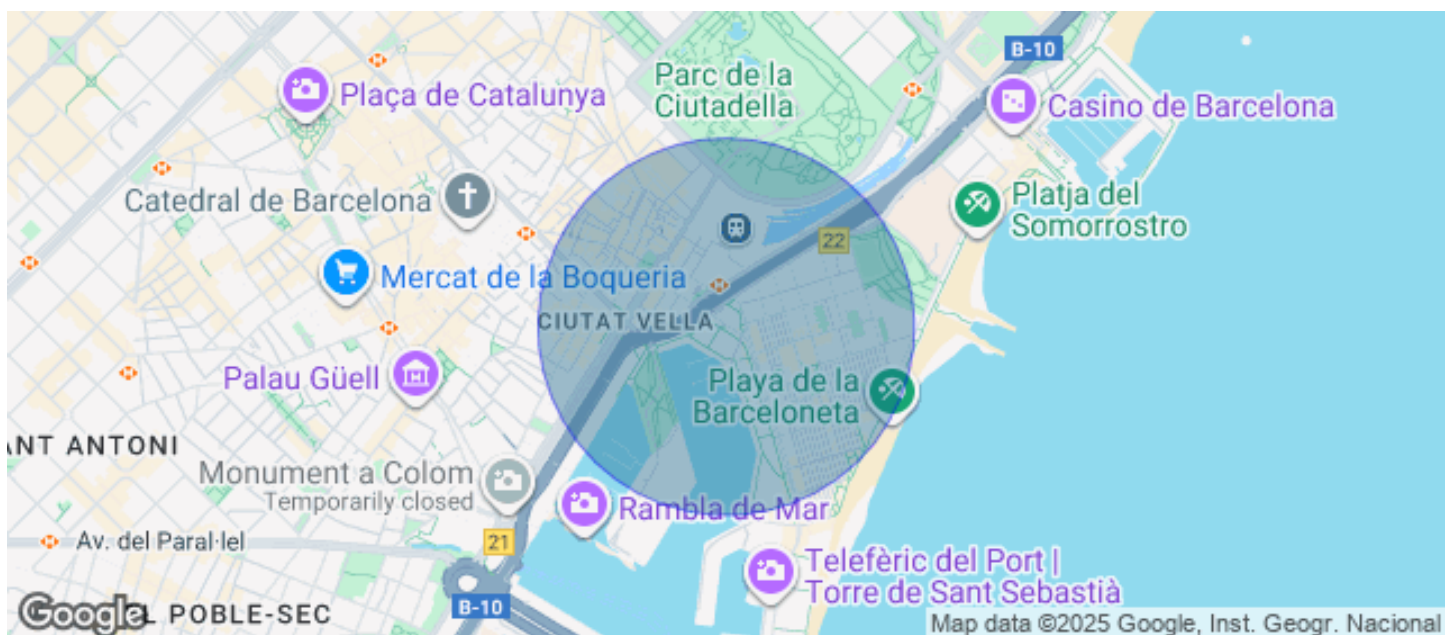 B-10
Parc de la
Ciutadella
Plaça de Catalunya
Casino de Barcelona
Catedral de Barcelona
Platja del
Somorrostro
22
Mercat de la Boqueria
CIUTAT VELLA
Palau Güell
Playa de la
Barceloneta
ANT ANTONI
Monument a Colom
Temporarily closed
Rambla de Mar
21
Av. del Paral·lel
Telefèric del Port |
Torre de Sant Sebastià
B-10
Google
EL POBLE-SEC
Map data ©2025 Google, Inst. Geogr. Nacional